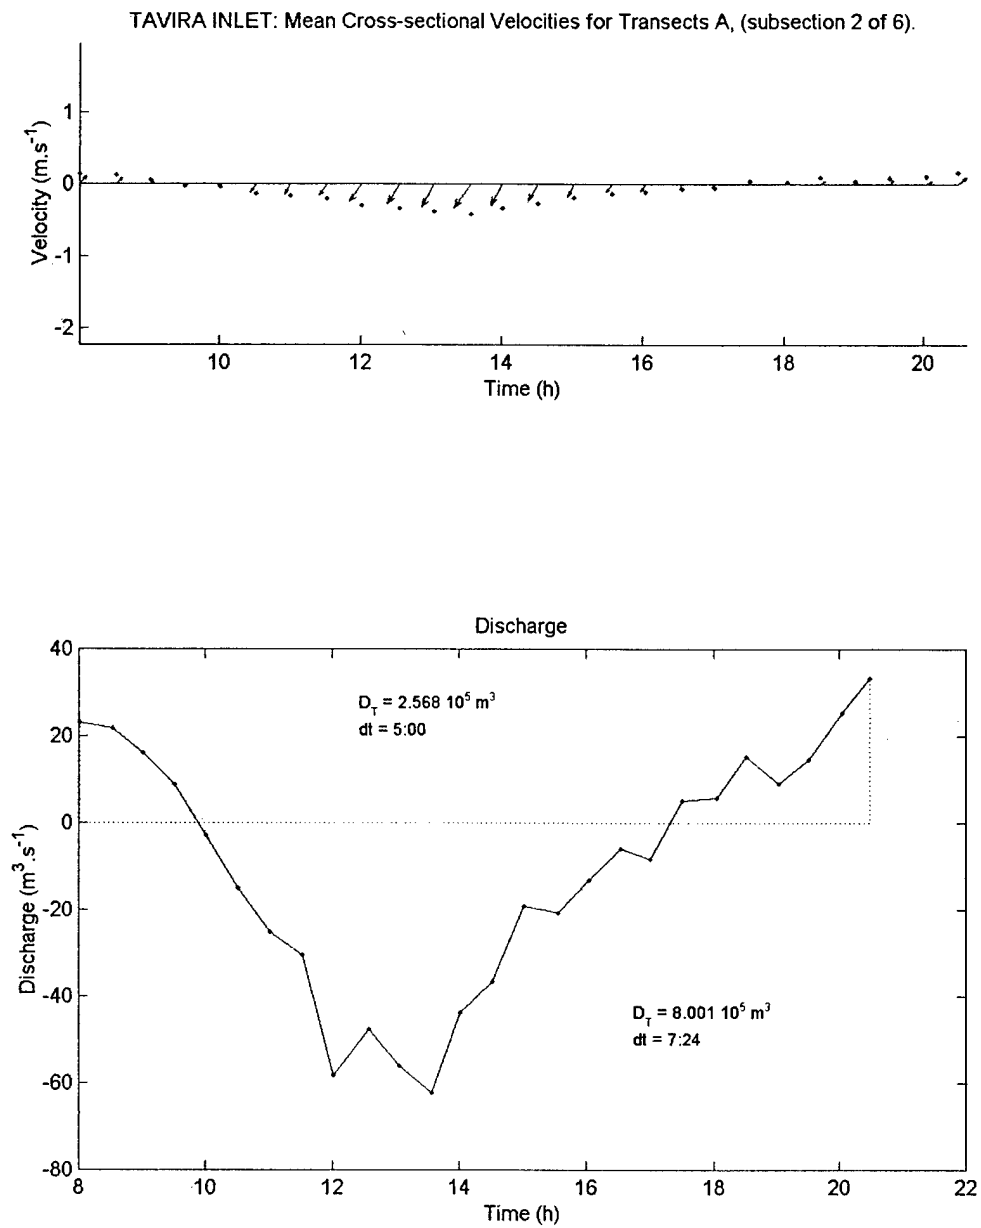 TAVIRA INLET: Mean Cross-sectional Velocities for Transects A, (subsection 2 of 6).
1
0
-1
-2
Velocity (m.s⁻¹)
10 12 14 16 18 20
Time (h)
Discharge
40
20
0
-20
-40
-60
-80
Discharge (m³.s⁻¹)
D_T = 2.568 10⁵ m³
dt = 5:00
D_T = 8.001 10⁵ m³
dt = 7:24
8 10 12 14 16 18 20 22
Time (h)